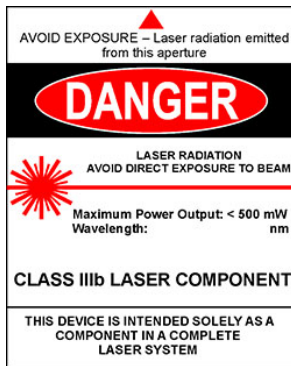 AVOID EXPOSURE – Laser radiation emitted
from this aperture
DANGER
LASER RADIATION
AVOID DIRECT EXPOSURE TO BEAM
Maximum Power Output: < 500 mW
Wavelength: nm
CLASS IIIb LASER COMPONENT
THIS DEVICE IS INTENDED SOLELY AS A
COMPONENT IN A COMPLETE
LASER SYSTEM